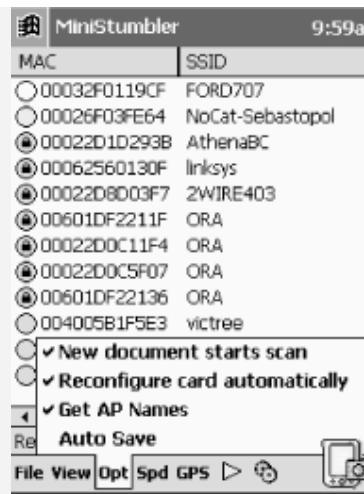 MiniStumbler 9:59a
MAC SSID
00032F0119CF FORD707
00026F03FE64 NoCat-Sebastopol
00022D1D293B AthenaBC
00062560130F linksys
00022D8D03F7 2WIRE403
00601DF2211F ORA
00022D0C11F4 ORA
00022D0C5F07 ORA
00601DF22136 ORA
004005B1F5E3 victree
New document starts scan
Reconfigure card automatically
Get AP Names
Re Auto Save
File View Opt Spd GPS